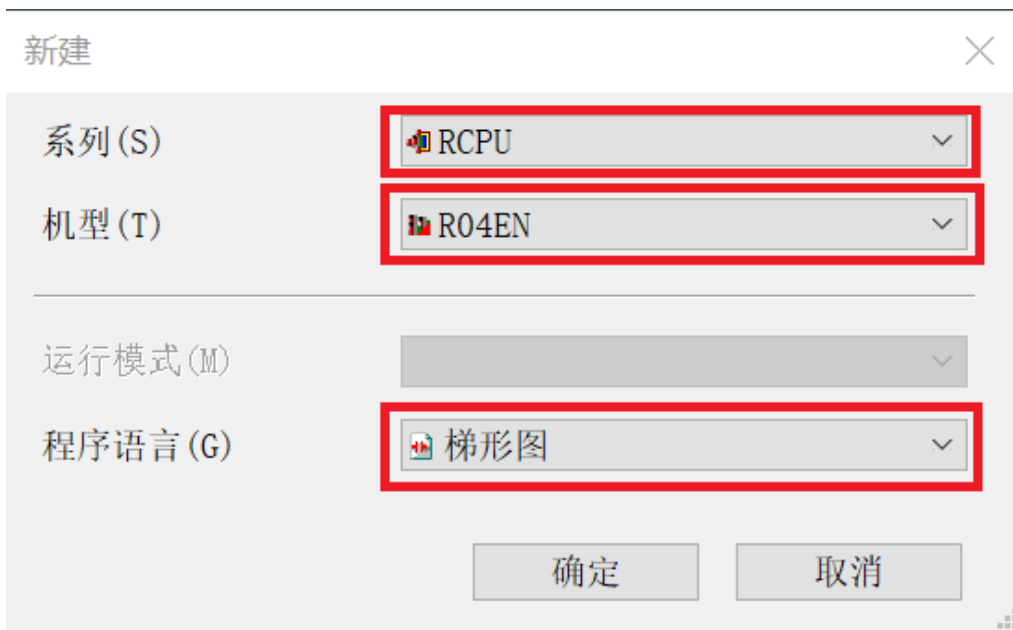 新建
系列(S) RCPU
机型(T) R04EN
运行模式(M)
程序语言(G) 梯形图
确定 取消